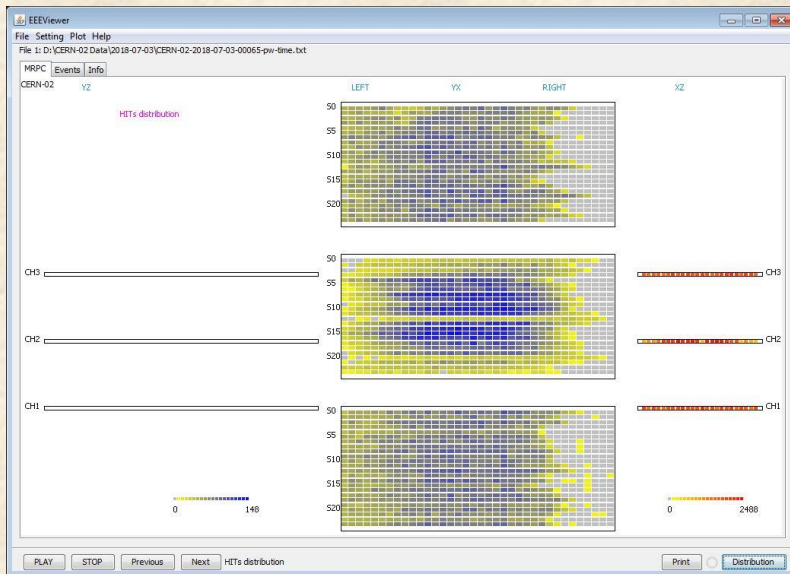 EEEViewer
File Setting Plot Help
File 1: D:\CERN-02 Data\2018-07-03\CERN-02-2018-07-03-00065-pw-time.txt
MRPC Events Info
CERN-02 YZ LEFT YX RIGHT XZ
HITs distribution
S0
S5
S10
S15
S20
S0
CH3 CH3
S5
S10
CH2 S15 CH2
S20
CH1 S0 CH1
S5
S10
S15
0 148 0 2488
S20
PLAY STOP Previous Next HITs distribution Print Distribution